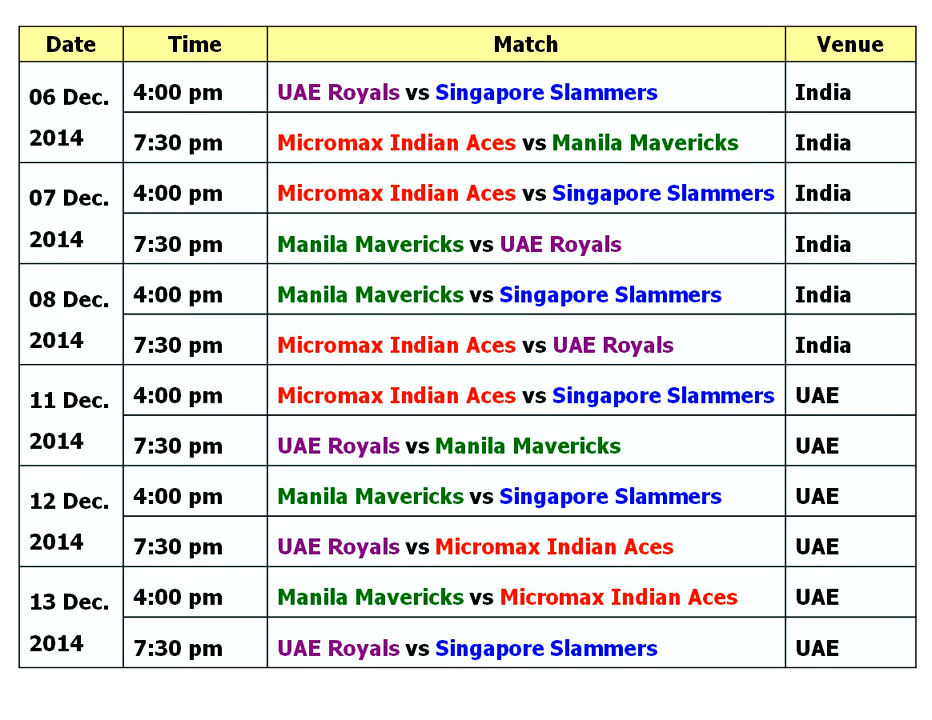 Date Time Match Venue
06 Dec. 2014 4:00 pm UAE Royals vs Singapore Slammers India
7:30 pm Micromax Indian Aces vs Manila Mavericks India
07 Dec. 2014 4:00 pm Micromax Indian Aces vs Singapore Slammers India
7:30 pm Manila Mavericks vs UAE Royals India
08 Dec. 2014 4:00 pm Manila Mavericks vs Singapore Slammers India
7:30 pm Micromax Indian Aces vs UAE Royals India
11 Dec. 2014 4:00 pm Micromax Indian Aces vs Singapore Slammers UAE
7:30 pm UAE Royals vs Manila Mavericks UAE
12 Dec. 2014 4:00 pm Manila Mavericks vs Singapore Slammers UAE
7:30 pm UAE Royals vs Micromax Indian Aces UAE
13 Dec. 2014 4:00 pm Manila Mavericks vs Micromax Indian Aces UAE
7:30 pm UAE Royals vs Singapore Slammers UAE